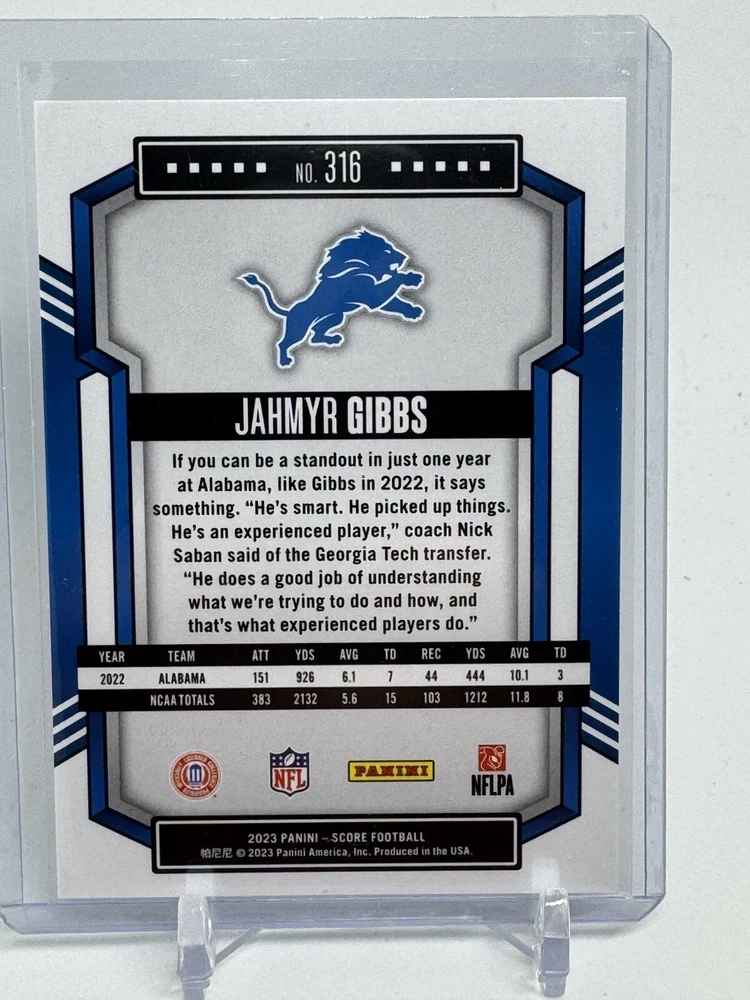 NO. 316
JAHMYR GIBBS
If you can be a standout in just one year
at Alabama, like Gibbs in 2022, it says
something. “He’s smart. He picked up things.
He’s an experienced player,” coach Nick
Saban said of the Georgia Tech transfer.
“He does a good job of understanding
what we’re trying to do and how, and
that’s what experienced players do.”
YEAR TEAM ATT YDS AVG TD REC YDS AVG TD
2022 ALABAMA 151 926 6.1 7 44 444 10.1 3
NCAA TOTALS 383 2132 5.6 15 103 1212 11.8 8
NFL PANINI NFLPA
2023 PANINI – SCORE FOOTBALL
帕尼尼 © 2023 Panini America, Inc. Produced in the USA.